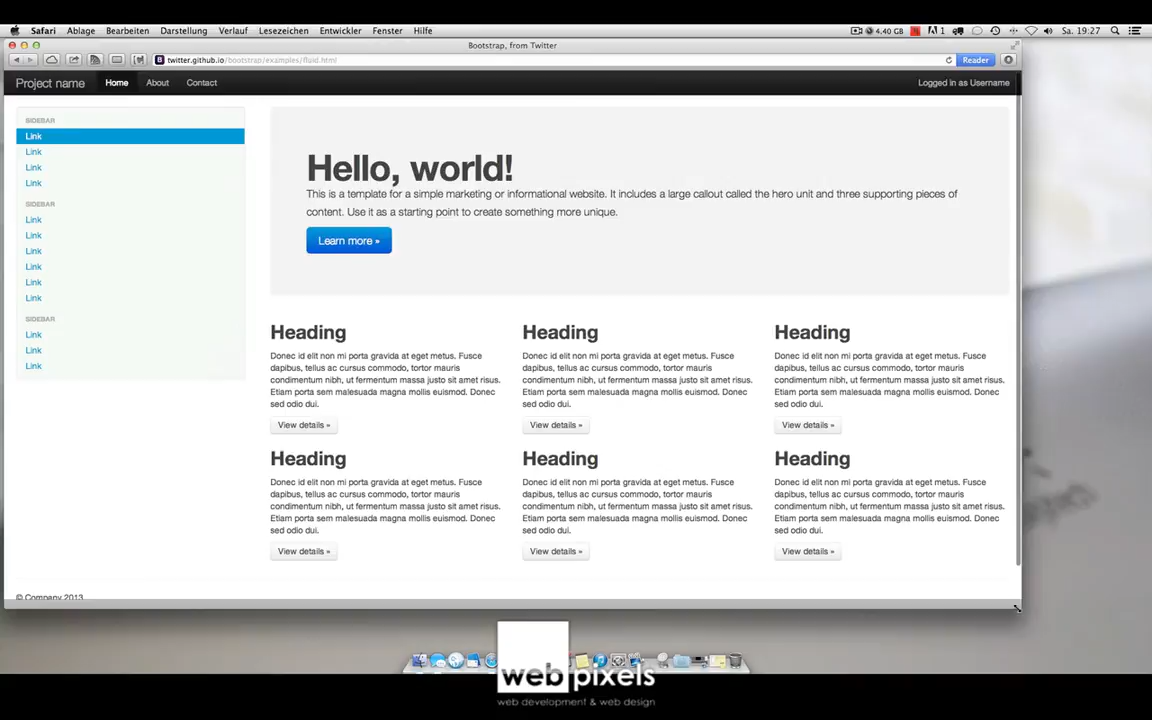 Safari Ablage Bearbeiten Darstellung Verlauf Lesezeichen Entwickler Fenster Hilfe 4.40 GB 1 Sa. 19:27
Bootstrap, from Twitter
twitter.github.io/bootstrap/examples/fluid.html Reader
Project name Home About Contact Logged in as Username
SIDEBAR
Link
Link
Link
Link
SIDEBAR
Link
Link
Link
Link
Link
Link
SIDEBAR
Link
Link
Link
Hello, world!
This is a template for a simple marketing or informational website. It includes a large callout called the hero unit and three supporting pieces of
content. Use it as a starting point to create something more unique.
Learn more »
Heading
Donec id elit non mi porta gravida at eget metus. Fusce
dapibus, tellus ac cursus commodo, tortor mauris
condimentum nibh, ut fermentum massa justo sit amet risus.
Etiam porta sem malesuada magna mollis euismod. Donec
sed odio dui.
View details »
Heading
Donec id elit non mi porta gravida at eget metus. Fusce
dapibus, tellus ac cursus commodo, tortor mauris
condimentum nibh, ut fermentum massa justo sit amet risus.
Etiam porta sem malesuada magna mollis euismod. Donec
sed odio dui.
View details »
Heading
Donec id elit non mi porta gravida at eget metus. Fusce
dapibus, tellus ac cursus commodo, tortor mauris
condimentum nibh, ut fermentum massa justo sit amet risus.
Etiam porta sem malesuada magna mollis euismod. Donec
sed odio dui.
View details »
Heading
Donec id elit non mi porta gravida at eget metus. Fusce
dapibus, tellus ac cursus commodo, tortor mauris
condimentum nibh, ut fermentum massa justo sit amet risus.
Etiam porta sem malesuada magna mollis euismod. Donec
sed odio dui.
View details »
Heading
Donec id elit non mi porta gravida at eget metus. Fusce
dapibus, tellus ac cursus commodo, tortor mauris
condimentum nibh, ut fermentum massa justo sit amet risus.
Etiam porta sem malesuada magna mollis euismod. Donec
sed odio dui.
View details »
Heading
Donec id elit non mi porta gravida at eget metus. Fusce
dapibus, tellus ac cursus commodo, tortor mauris
condimentum nibh, ut fermentum massa justo sit amet risus.
Etiam porta sem malesuada magna mollis euismod. Donec
sed odio dui.
View details »
© Company 2013
web pixels
web development & web design